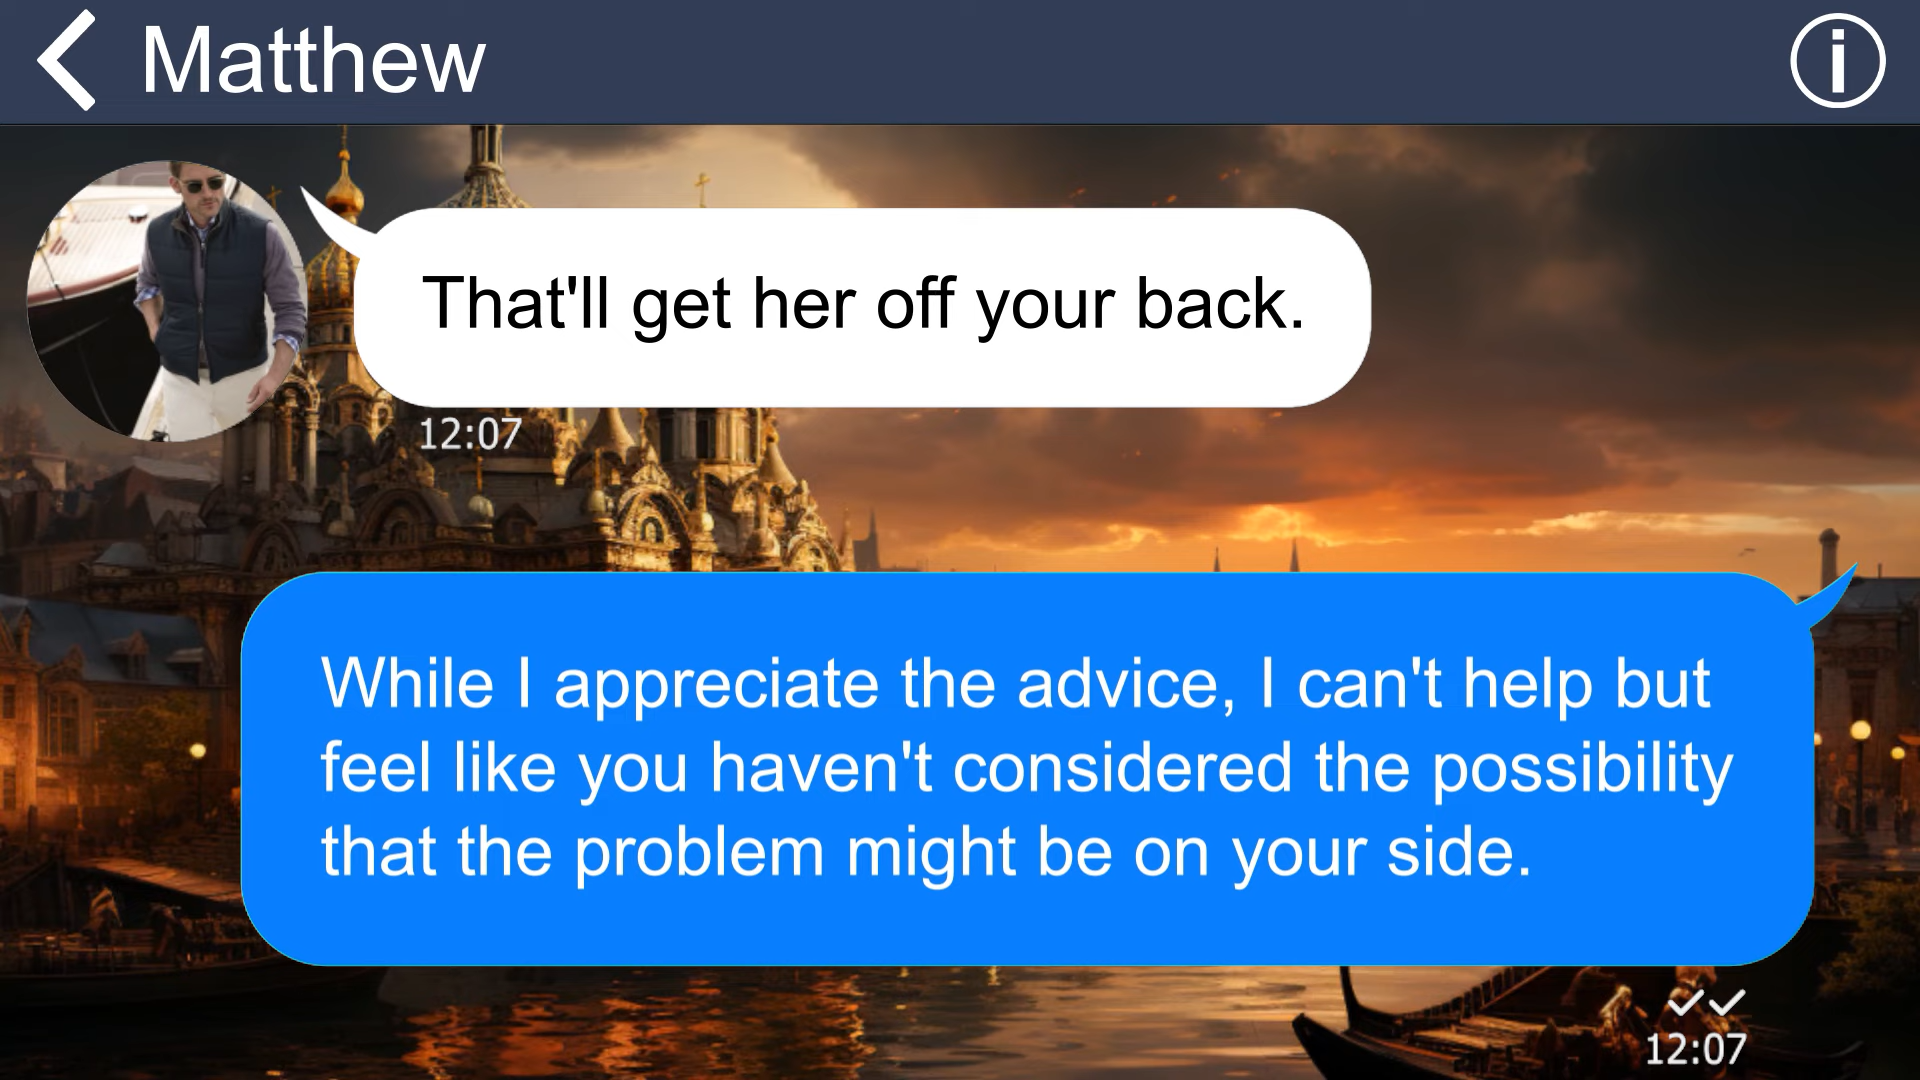 Matthew
That'll get her off your back.
12:07
While I appreciate the advice, I can't help but
feel like you haven't considered the possibility
that the problem might be on your side.
12:07